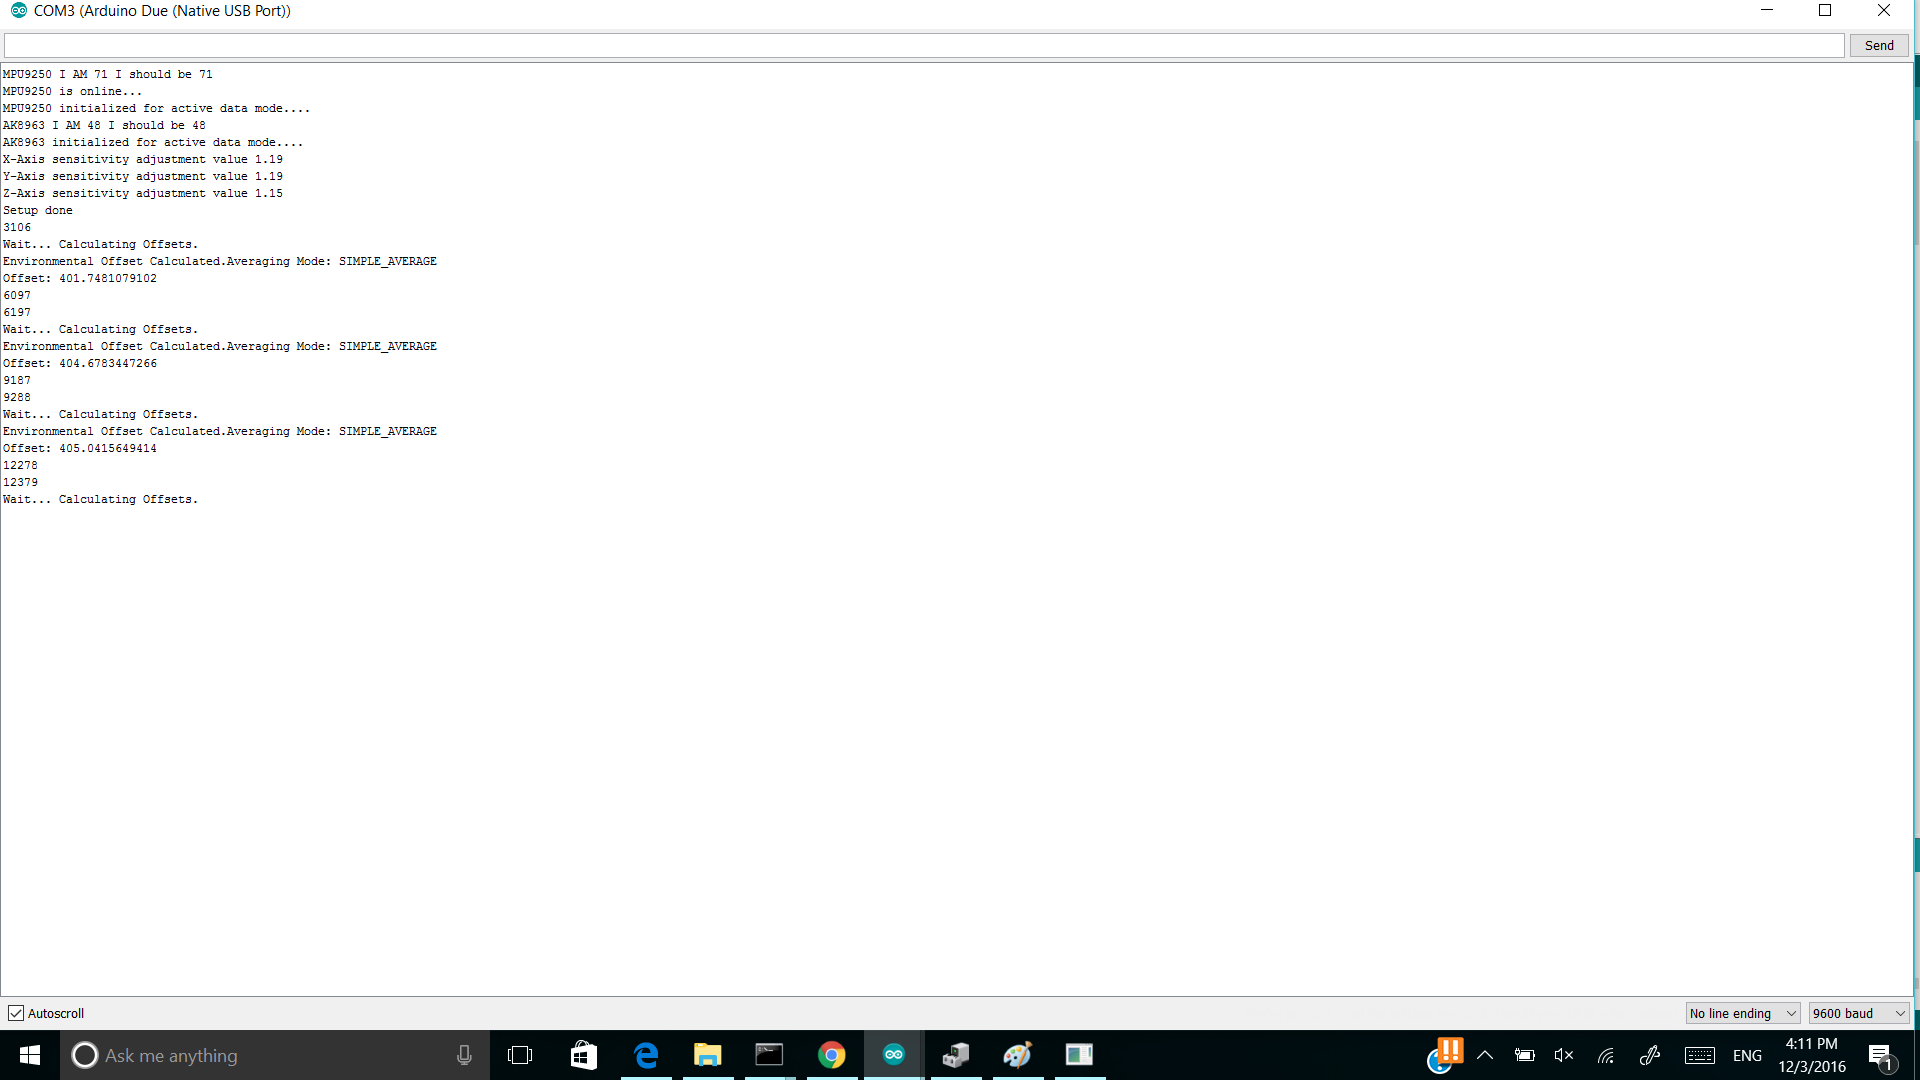 COM3 (Arduino Due (Native USB Port))
Send
MPU9250 I AM 71 I should be 71
MPU9250 is online...
MPU9250 initialized for active data mode....
AK8963 I AM 48 I should be 48
AK8963 initialized for active data mode....
X-Axis sensitivity adjustment value 1.19
Y-Axis sensitivity adjustment value 1.19
Z-Axis sensitivity adjustment value 1.15
Setup done
3106
Wait... Calculating Offsets.
Environmental Offset Calculated.Averaging Mode: SIMPLE_AVERAGE
Offset: 401.7481079102
6097
6197
Wait... Calculating Offsets.
Environmental Offset Calculated.Averaging Mode: SIMPLE_AVERAGE
Offset: 404.6783447266
9187
9288
Wait... Calculating Offsets.
Environmental Offset Calculated.Averaging Mode: SIMPLE_AVERAGE
Offset: 405.0415649414
12278
12379
Wait... Calculating Offsets.
Autoscroll
No line ending
9600 baud
Ask me anything
ENG
4:11 PM
12/3/2016
1